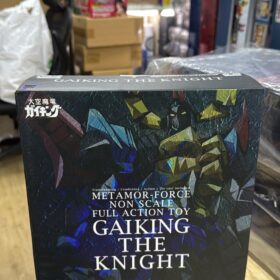 GAIKING THE KNIGHT
大空魔竜
ガイキング
METAMOR-FORCE
NON SCALE
FULL ACTION TOY
GAIKING
THE
KNIGHT